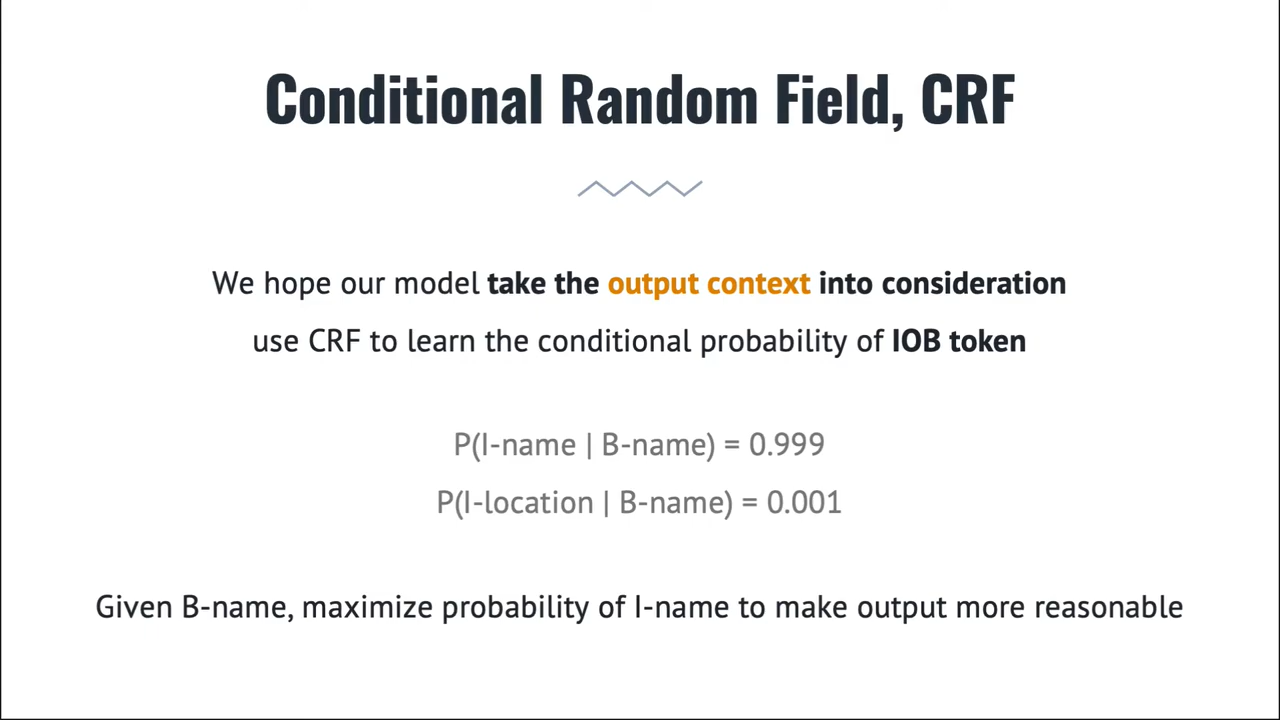 Conditional Random Field, CRF
We hope our model take the output context into consideration
use CRF to learn the conditional probability of IOB token
P(I-name | B-name) = 0.999
P(I-location | B-name) = 0.001
Given B-name, maximize probability of I-name to make output more reasonable